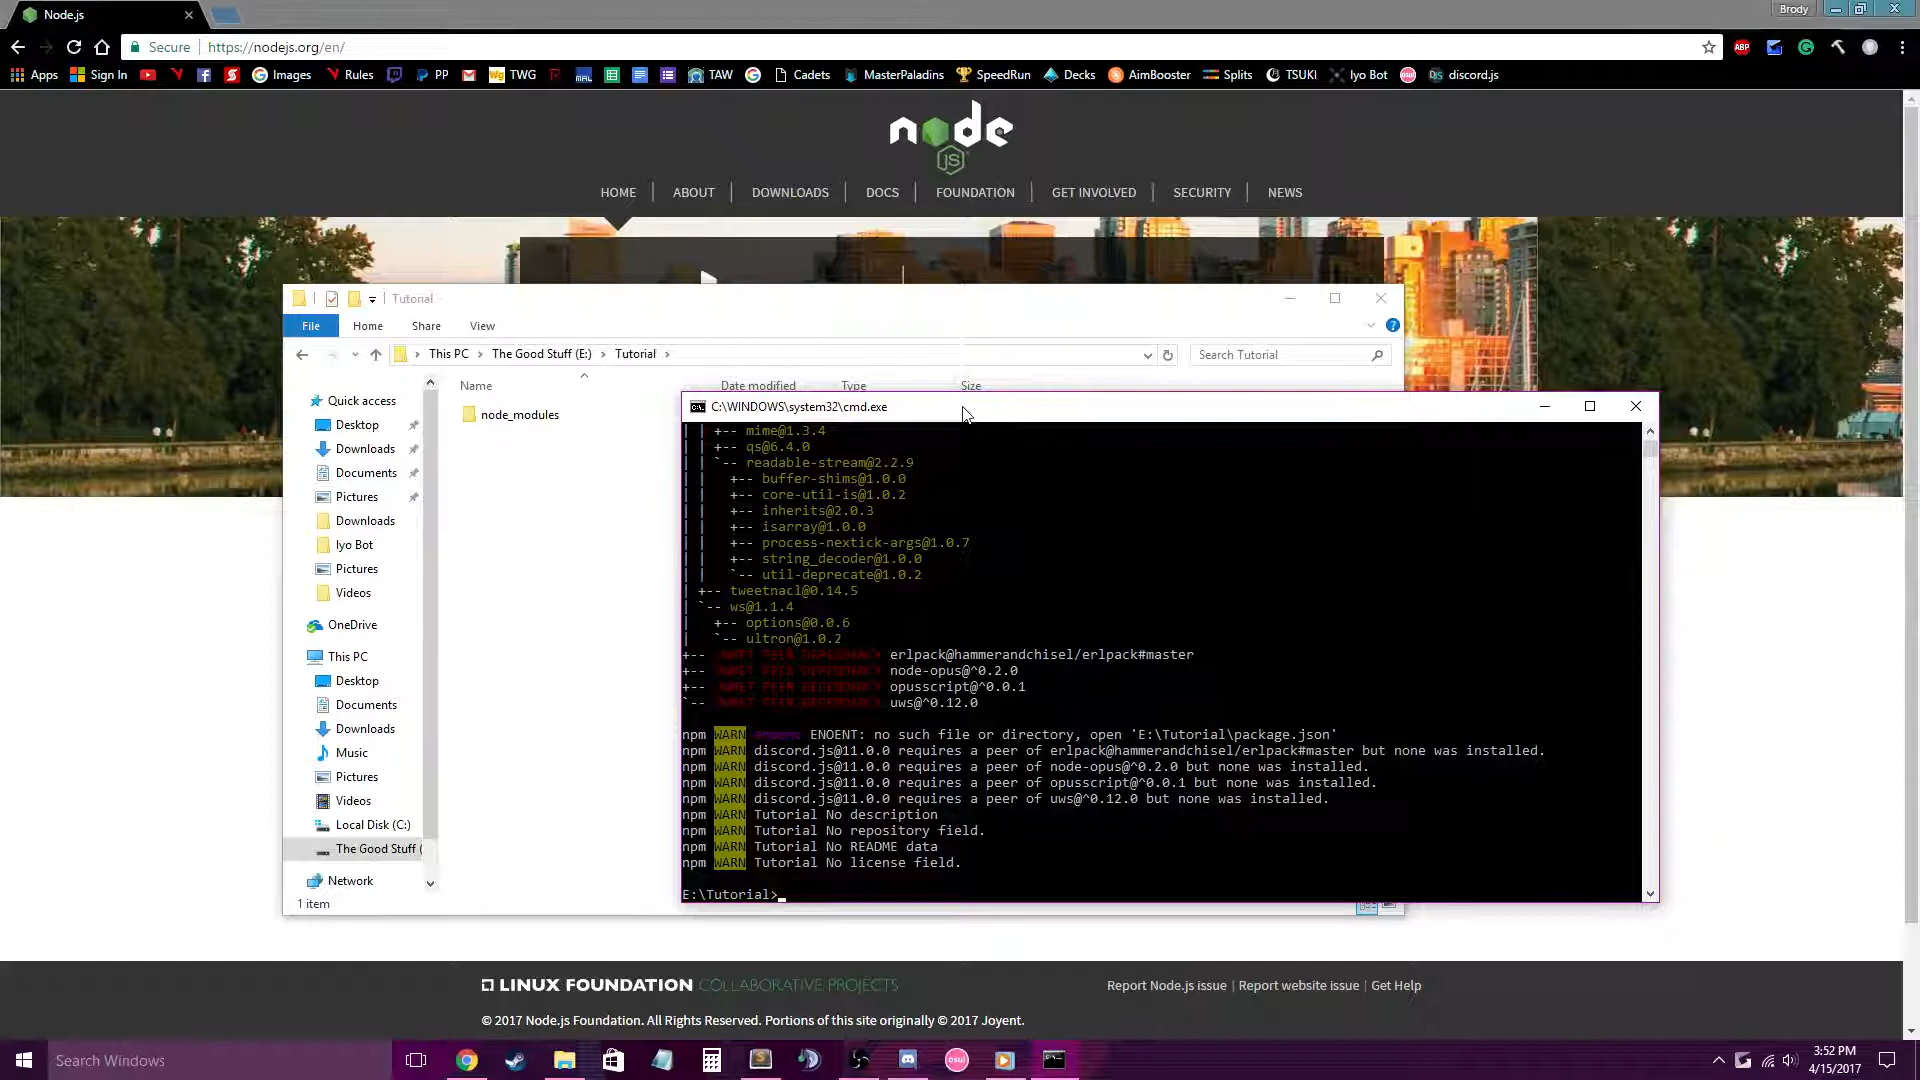 Node.js
Brody
Secure
https://nodejs.org/en/
ABP
Apps
Sign In
Images
Rules
PP
TWG
TAW
Cadets
MasterPaladins
SpeedRun
Decks
AimBooster
Splits
TSUKI
Iyo Bot
discord.js
node
JS
HOME
ABOUT
DOWNLOADS
DOCS
FOUNDATION
GET INVOLVED
SECURITY
NEWS
Tutorial
File
Home
Share
View
This PC
The Good Stuff (E:)
Tutorial
Search Tutorial
Name
Date modified
Type
Size
Quick access
Desktop
Downloads
Documents
Pictures
Downloads
Iyo Bot
Pictures
Videos
OneDrive
This PC
Desktop
Documents
Downloads
Music
Pictures
Videos
Local Disk (C:)
The Good Stuff (
Network
1 item
node_modules
C:\WINDOWS\system32\cmd.exe
| | +-- mime@1.3.4
| | +-- qs@6.4.0
| | `-- readable-stream@2.2.9
| |   +-- buffer-shims@1.0.0
| |   +-- core-util-is@1.0.2
| |   +-- inherits@2.0.3
| |   +-- isarray@1.0.0
| |   +-- process-nextick-args@1.0.7
| |   +-- string_decoder@1.0.0
| |   `-- util-deprecate@1.0.2
| +-- tweetnacl@0.14.5
| `-- ws@1.1.4
|   +-- options@0.0.6
|   `-- ultron@1.0.2
+-- erlpack@hammerandchisel/erlpack#master
+-- node-opus@^0.2.0
+-- opusscript@^0.0.1
`-- uws@^0.12.0
npm WARN enoent ENOENT: no such file or directory, open 'E:\Tutorial\package.json'
npm WARN discord.js@11.0.0 requires a peer of erlpack@hammerandchisel/erlpack#master but none was installed.
npm WARN discord.js@11.0.0 requires a peer of node-opus@^0.2.0 but none was installed.
npm WARN discord.js@11.0.0 requires a peer of opusscript@^0.0.1 but none was installed.
npm WARN discord.js@11.0.0 requires a peer of uws@^0.12.0 but none was installed.
npm WARN Tutorial No description
npm WARN Tutorial No repository field.
npm WARN Tutorial No README data
npm WARN Tutorial No license field.
E:\Tutorial>
LINUX FOUNDATION COLLABORATIVE PROJECTS
Report Node.js issue | Report website issue | Get Help
© 2017 Node.js Foundation. All Rights Reserved. Portions of this site originally © 2017 Joyent.
Search Windows
osu!
3:52 PM
4/15/2017